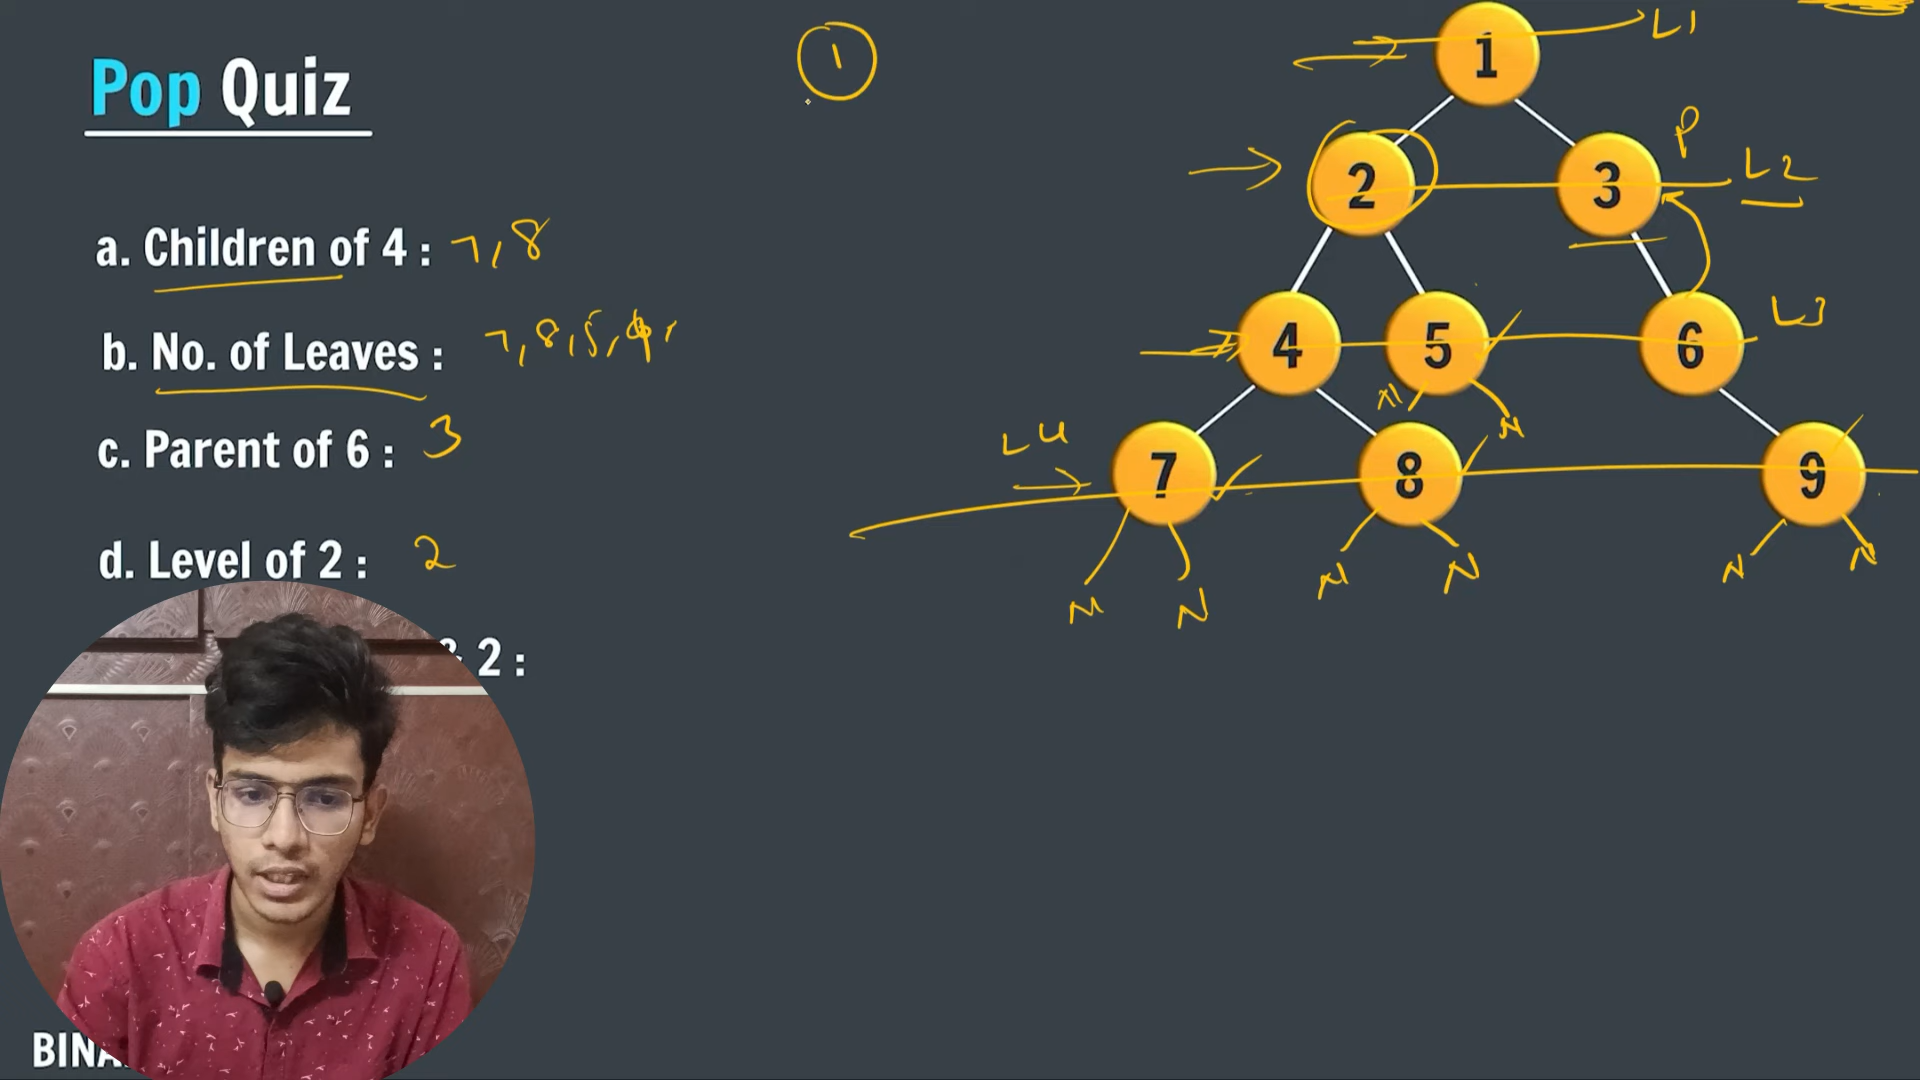 Pop Quiz
a. Children of 4 : 7,8
b. No. of Leaves : 7,8,5,9,
c. Parent of 6 : 3
d. Level of 2 : 2
& 2 :
BINA
1
1
L1
2
3
P
L2
4
5
6
L3
N
N
L4
7
8
9
N
N
N
N
N
N